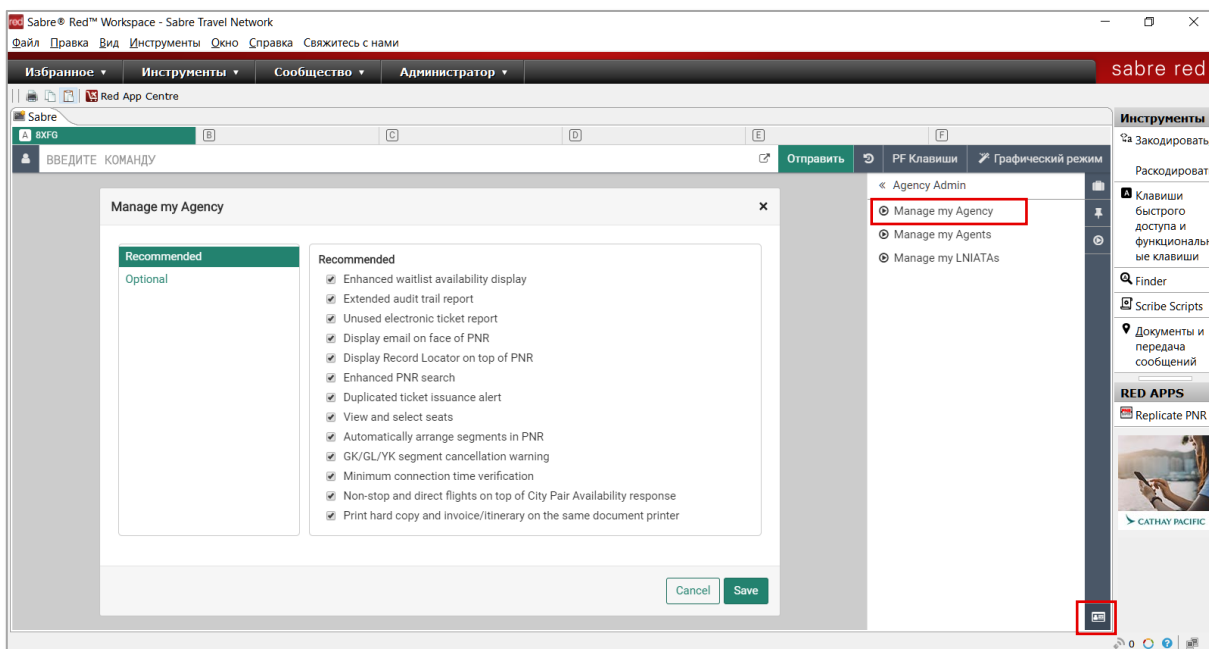 red Sabre® Red™ Workspace - Sabre Travel Network
Файл Правка Вид Инструменты Окно Справка Свяжитесь с нами
Избранное Инструменты Сообщество Администратор sabre red
Red App Centre
Sabre
A 8XFG B C D E F
ВВЕДИТЕ КОМАНДУ Отправить PF Клавиши Графический режим
Manage my Agency
Recommended
Optional
Recommended
Enhanced waitlist availability display
Extended audit trail report
Unused electronic ticket report
Display email on face of PNR
Display Record Locator on top of PNR
Enhanced PNR search
Duplicated ticket issuance alert
View and select seats
Automatically arrange segments in PNR
GK/GL/YK segment cancellation warning
Minimum connection time verification
Non-stop and direct flights on top of City Pair Availability response
Print hard copy and invoice/itinerary on the same document printer
Cancel Save
« Agency Admin
Manage my Agency
Manage my Agents
Manage my LNIATAs
Инструменты
Закодировать
Раскодироват
Клавиши
быстрого
доступа и
функциональн
ые клавиши
Finder
Scribe Scripts
Документы и
передача
сообщений
RED APPS
Replicate PNR
CATHAY PACIFIC
0